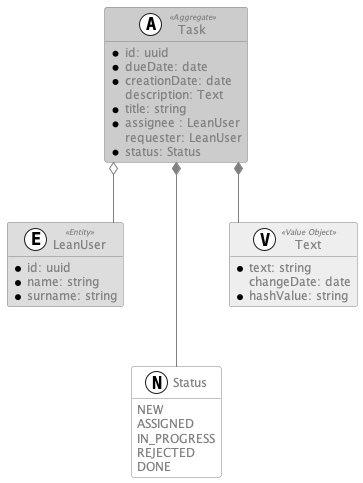 A «Aggregate»
Task
id: uuid
dueDate: date
creationDate: date
description: Text
title: string
assignee : LeanUser
requester: LeanUser
status: Status
E «Entity»
LeanUser
id: uuid
name: string
surname: string
V «Value Object»
Text
text: string
changeDate: date
hashValue: string
N Status
NEW
ASSIGNED
IN_PROGRESS
REJECTED
DONE